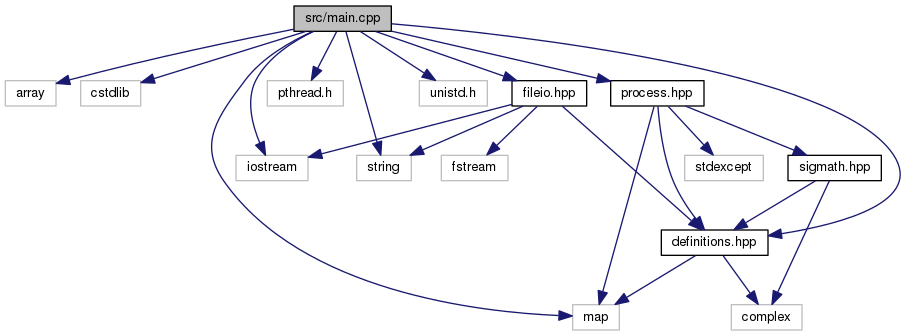 src/main.cpp
array
cstdlib
pthread.h
unistd.h
fileio.hpp
process.hpp
iostream
string
fstream
stdexcept
sigmath.hpp
definitions.hpp
map
complex